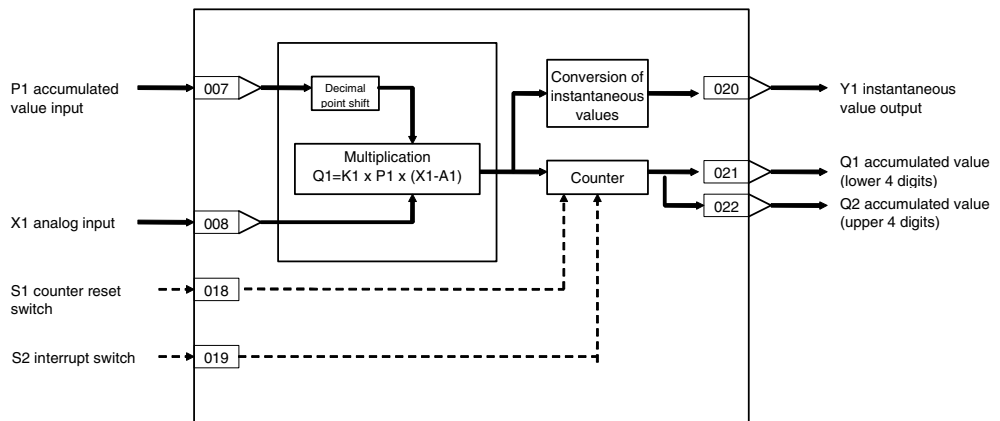 P1 accumulated
value input
007
Decimal
point shift
Conversion of
instantaneous
values
020
Y1 instantaneous
value output
Multiplication
Q1=K1 x P1 x (X1-A1)
Counter
021
Q1 accumulated value
(lower 4 digits)
022
Q2 accumulated value
(upper 4 digits)
X1 analog input
008
S1 counter reset
switch
018
S2 interrupt switch
019